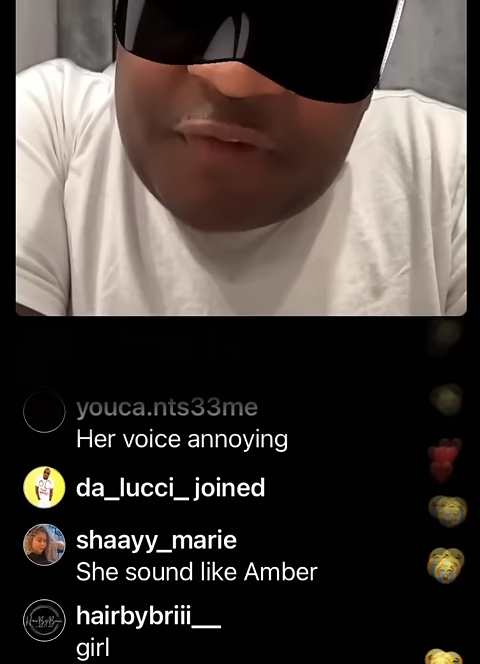 youca.nts33me
Her voice annoying
da_lucci_ joined
shaayy_marie
She sound like Amber
hairbybriii__
girl